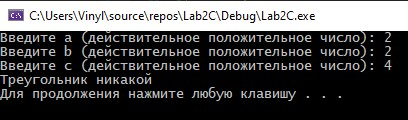 C:\Users\Vinyl\source\repos\Lab2C\Debug\Lab2C.exe
Введите a (действительное положительное число): 2
Введите b (действительное положительное число): 2
Введите c (действительное положительное число): 4
Треугольник никакой
Для продолжения нажмите любую клавишу . . .